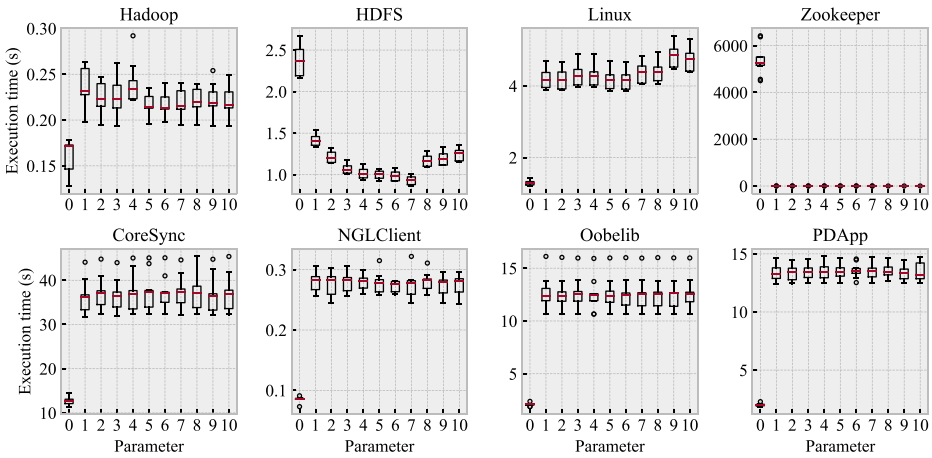 Hadoop HDFS Linux Zookeeper
Execution time (s)
0.30
0.25
0.20
0.15
0 1 2 3 4 5 6 7 8 9 10
2.5
2.0
1.5
1.0
0 1 2 3 4 5 6 7 8 9 10
4
2
0 1 2 3 4 5 6 7 8 9 10
6000
4000
2000
0
0 1 2 3 4 5 6 7 8 9 10
CoreSync NGLClient Oobelib PDApp
Execution time (s)
40
30
20
10
0 1 2 3 4 5 6 7 8 9 10
Parameter
0.3
0.2
0.1
0 1 2 3 4 5 6 7 8 9 10
Parameter
15
10
5
0 1 2 3 4 5 6 7 8 9 10
Parameter
15
10
5
0 1 2 3 4 5 6 7 8 9 10
Parameter